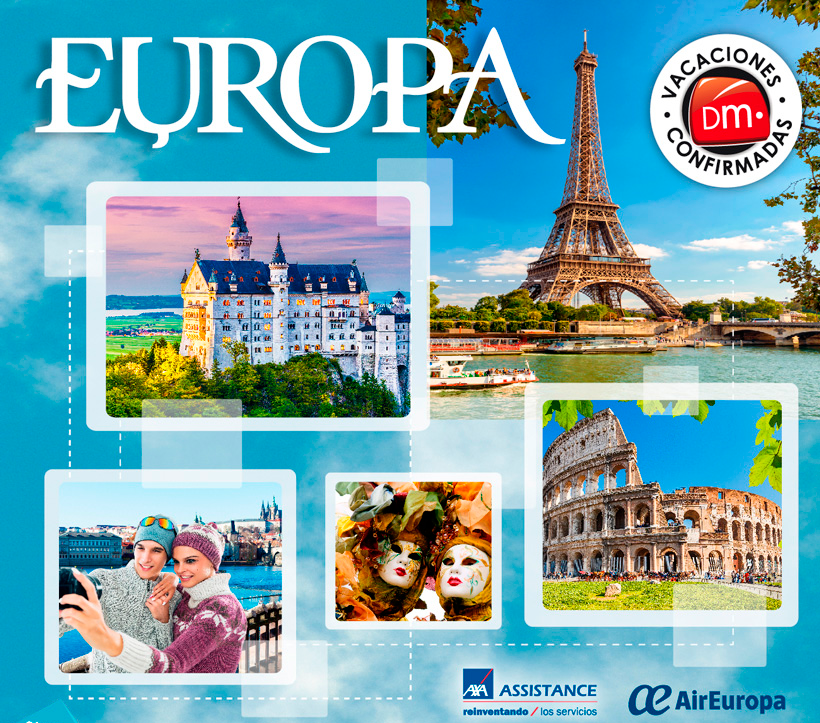 EUROPA
VACACIONES
DM
CONFIRMADAS
AXA ASSISTANCE
reinventando / los servicios
AirEuropa